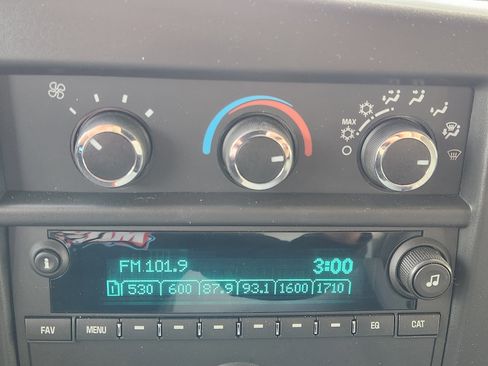 MAX
FM 101.9 3:00
1 530 600 87.9 93.1 1600 1710
FAV MENU EQ CAT